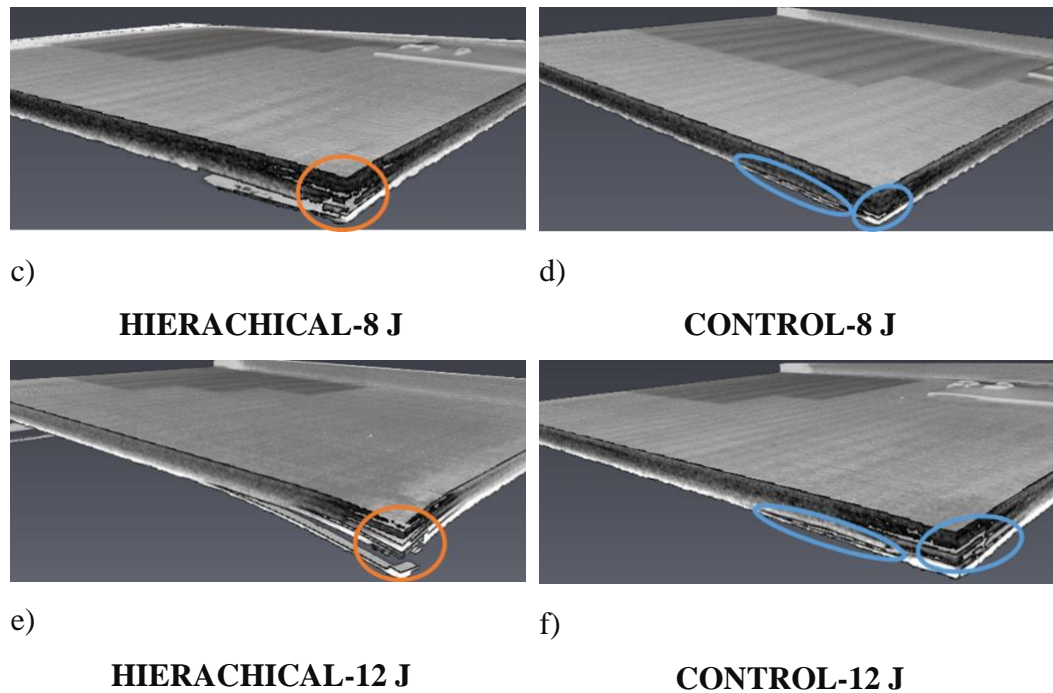 c)
d)
HIERACHICAL-8 J
CONTROL-8 J
e)
f)
HIERACHICAL-12 J
CONTROL-12 J